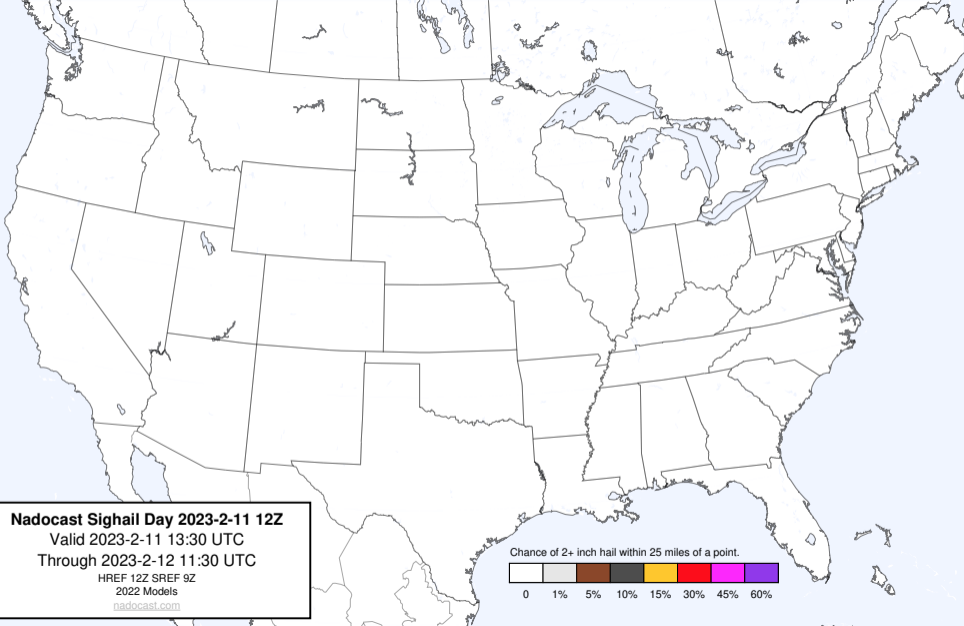 Nadocast Sighail Day 2023-2-11 12Z
Valid 2023-2-11 13:30 UTC
Through 2023-2-12 11:30 UTC
HREF 12Z SREF 9Z
2022 Models
nadocast.com
Chance of 2+ inch hail within 25 miles of a point.
0 1% 5% 10% 15% 30% 45% 60%